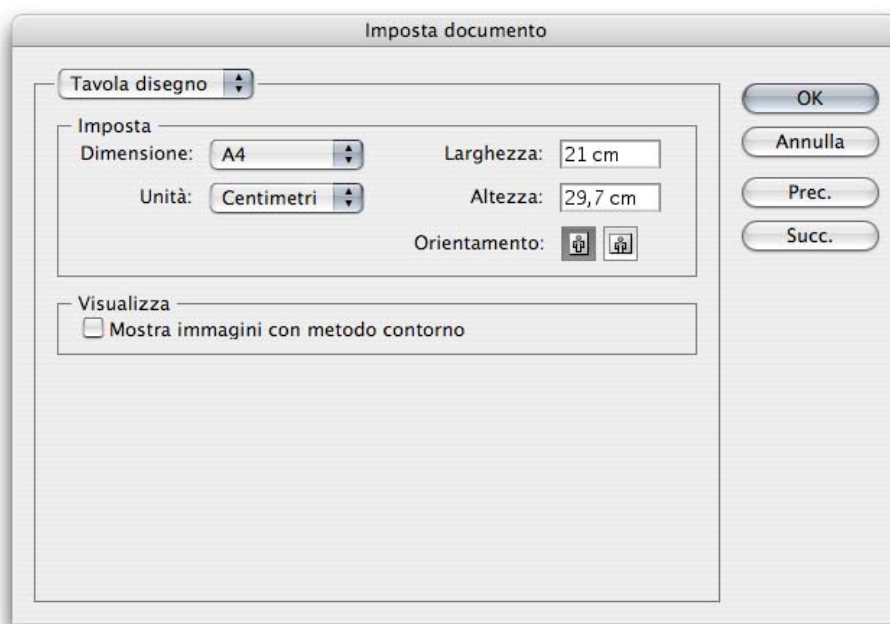 Imposta documento
Tavola disegno
OK
Imposta
Dimensione: A4 Larghezza: 21 cm
Annulla
Unità: Centimetri Altezza: 29,7 cm
Prec.
Orientamento:
Succ.
Visualizza
Mostra immagini con metodo contorno